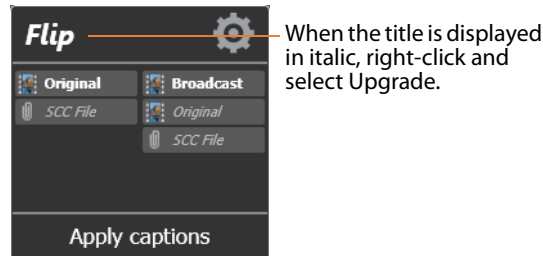 Flip
When the title is displayed
in italic, right-click and
select Upgrade.
Original
Broadcast
SCC File
Original
SCC File
Apply captions